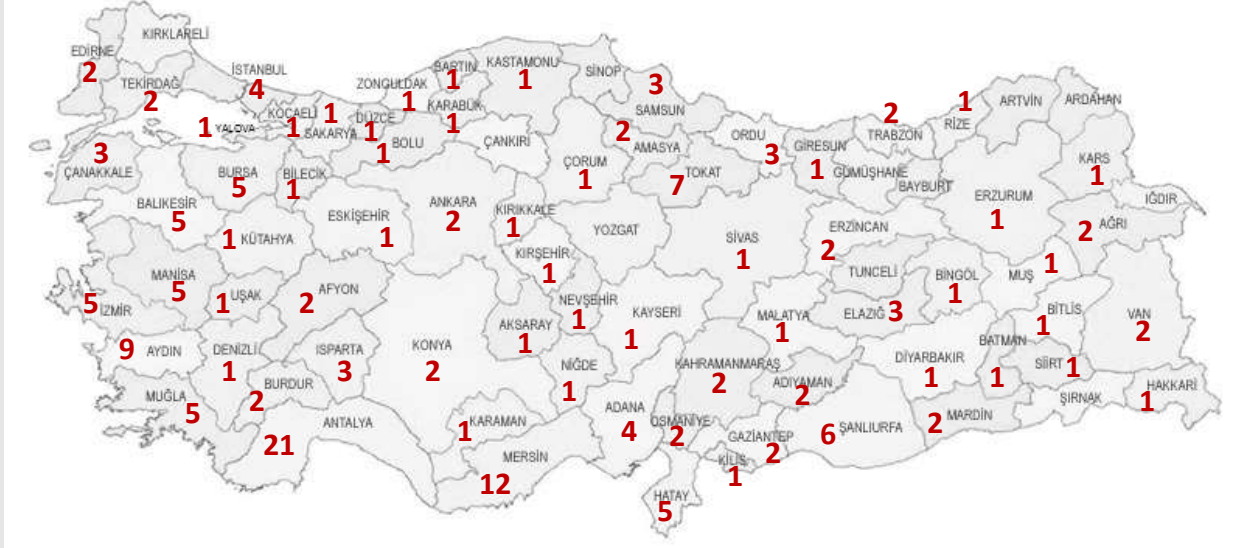 KIRKLARELİ
EDİRNE
2
TEKİRDAĞ
2
İSTANBUL
4
KOCAELİ
1
YALOVA
1
SAKARYA
1
DÜZCE
1
ZONGULDAK
1
BARTIN
1
KARABÜK
1
KASTAMONU
1
SİNOP
SAMSUN
3
BOLU
1
ÇANKIRI
ÇORUM
1
AMASYA
2
TOKAT
7
ORDU
3
GİRESUN
1
TRABZON
2
RİZE
1
ARTVİN
ARDAHAN
GÜMÜŞHANE
BAYBURT
ERZURUM
1
KARS
1
IĞDIR
AĞRI
2
ÇANAKKALE
3
BURSA
5
BİLECİK
1
BALIKESİR
5
KÜTAHYA
1
ESKİŞEHİR
1
ANKARA
2
KIRIKKALE
1
KIRŞEHİR
1
YOZGAT
SİVAS
1
ERZİNCAN
2
TUNCELİ
BİNGÖL
1
MUŞ
1
MANİSA
5
İZMİR
5
UŞAK
1
AFYON
2
KONYA
2
AKSARAY
1
NEVŞEHİR
1
KAYSERİ
1
MALATYA
1
ELAZIĞ
3
BİTLİS
1
VAN
2
AYDIN
9
DENİZLİ
1
ISPARTA
3
BURDUR
2
NİĞDE
1
KAHRAMANMARAŞ
2
ADIYAMAN
2
DİYARBAKIR
1
BATMAN
1
SİİRT
1
ŞIRNAK
HAKKARİ
1
MUĞLA
5
ANTALYA
21
KARAMAN
1
MERSİN
12
ADANA
4
OSMANİYE
2
GAZİANTEP
2
KİLİS
1
ŞANLIURFA
6
MARDİN
2
HATAY
5